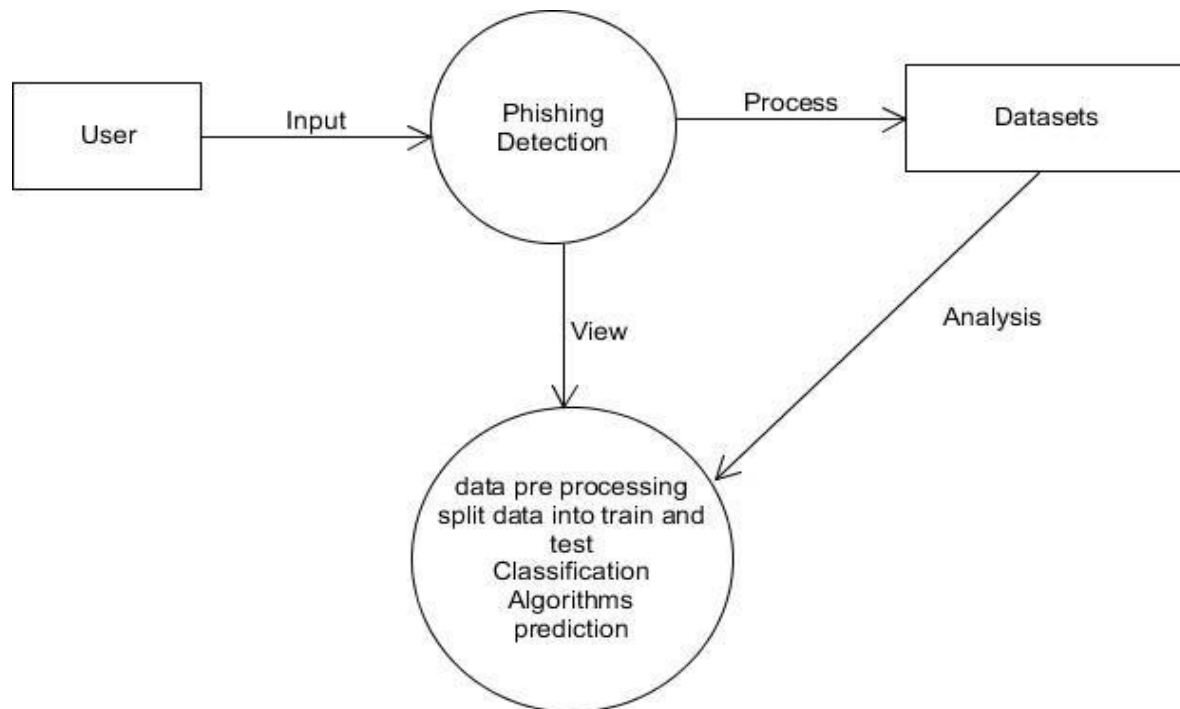 User
Input
Phishing
Detection
Process
Datasets
View
Analysis
data pre processing
split data into train and
test
Classification
Algorithms
prediction